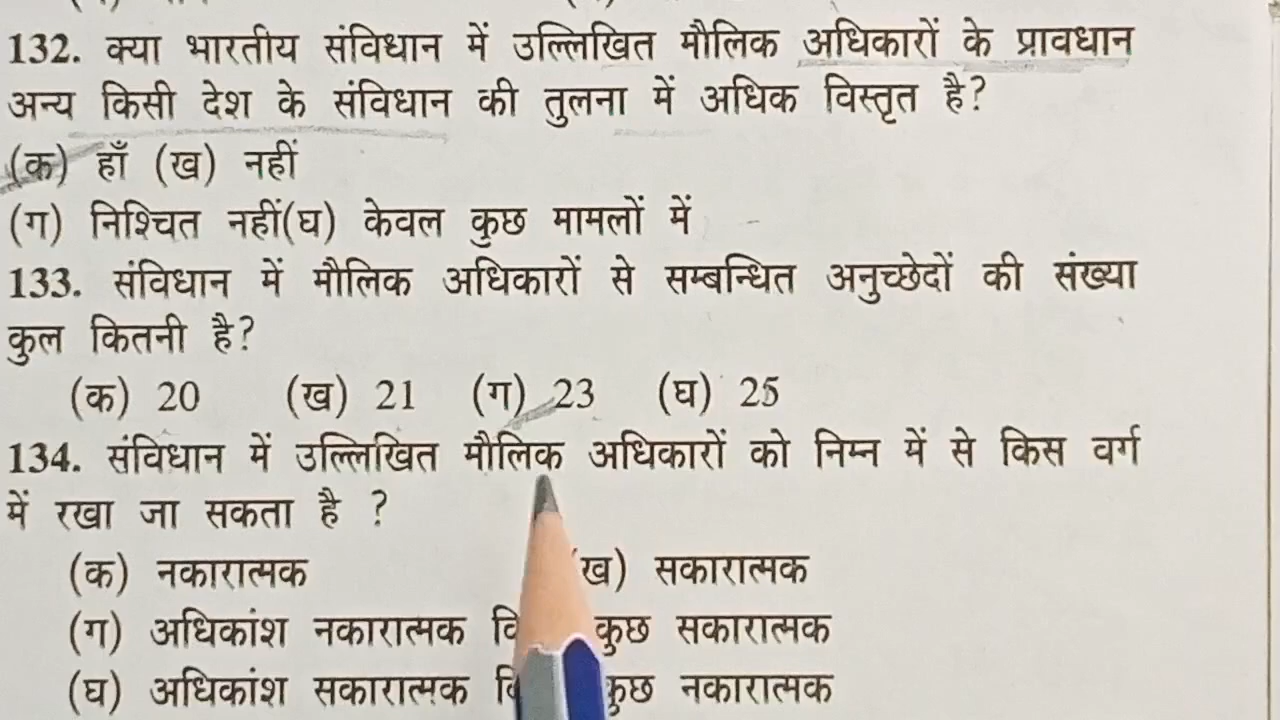 132. क्या भारतीय संविधान में उल्लिखित मौलिक अधिकारों के प्रावधान
अन्य किसी देश के संविधान की तुलना में अधिक विस्तृत है?
(क) हाँ (ख) नहीं
(ग) निश्चित नहीं(घ) केवल कुछ मामलों में
133. संविधान में मौलिक अधिकारों से सम्बन्धित अनुच्छेदों की संख्या
कुल कितनी है?
(क) 20 (ख) 21 (ग) 23 (घ) 25
134. संविधान में उल्लिखित मौलिक अधिकारों को निम्न में से किस वर्ग
में रखा जा सकता है ?
(क) नकारात्मक (ख) सकारात्मक
(ग) अधिकांश नकारात्मक कुछ सकारात्मक
(घ) अधिकांश सकारात्मक कुछ नकारात्मक